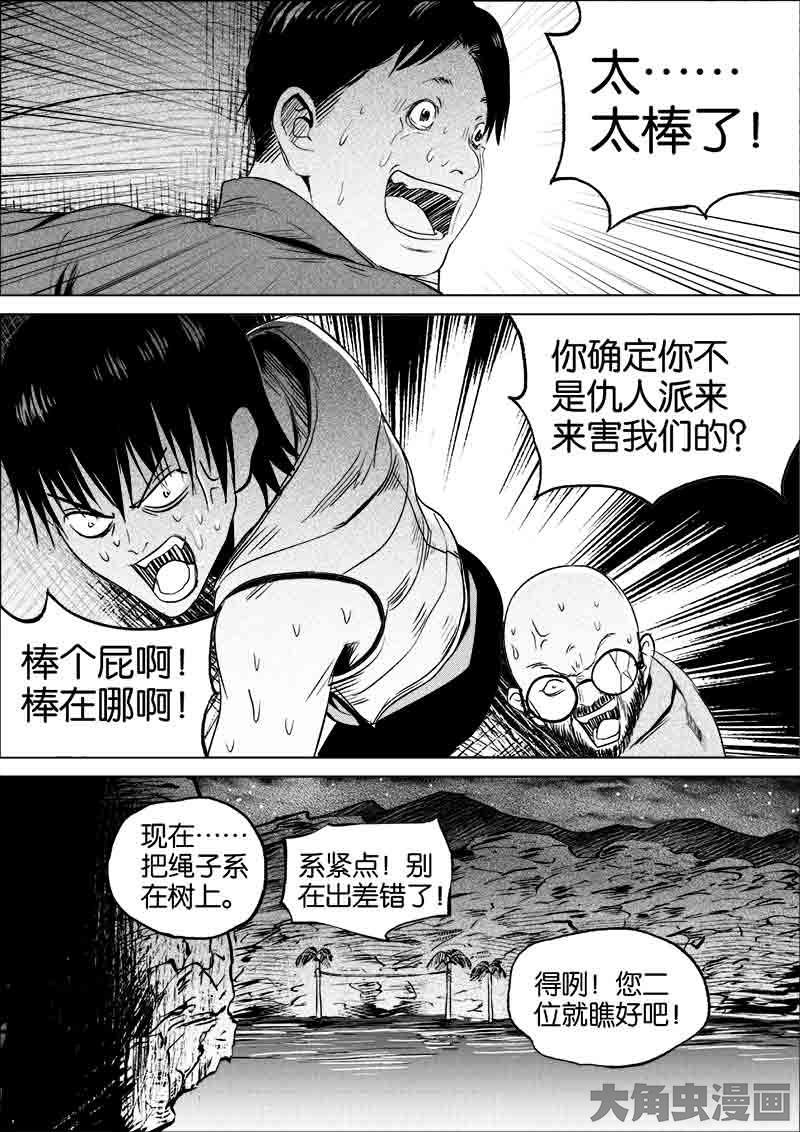 太……
太棒了！
你确定你不
是仇人派来
来害我们的？
棒个屁啊！
棒在哪啊！
现在……
把绳子系
在树上。
系紧点！别
在出差错了！
得咧！您二
位就瞧好吧！
大角虫漫画